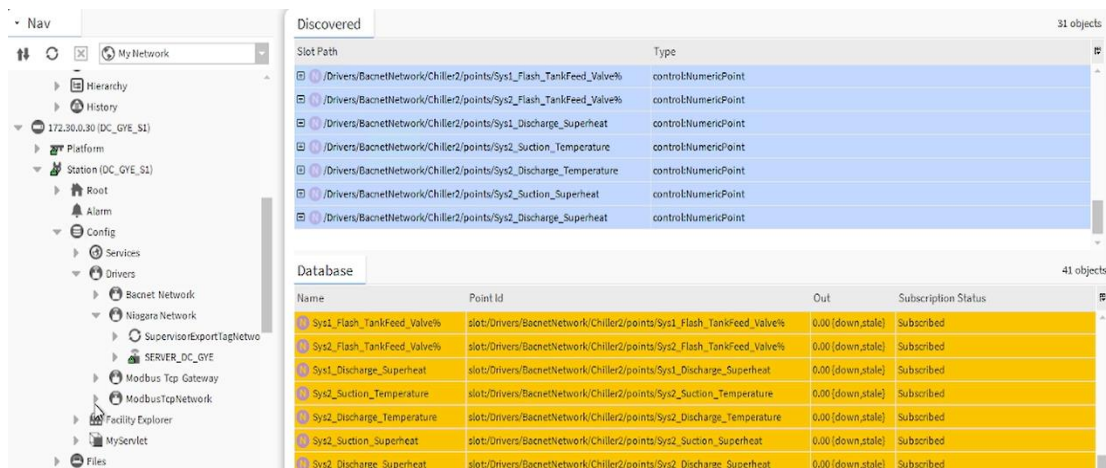 Nav
My Network
Hierarchy
History
172.30.0.30 (DC_GYE_S1)
Platform
Station (DC_GYE_S1)
Root
Alarm
Config
Services
Drivers
Bacnet Network
Niagara Network
SupervisorExportTagNetwo
SERVER_DC_GYE
Modbus Tcp Gateway
ModbusTcpNetwork
Facility Explorer
MyServlet
Files
Discovered 31 objects
Slot Path Type
N /Drivers/BacnetNetwork/Chiller2/points/Sys1_Flash_TankFeed_Valve% control:NumericPoint
N /Drivers/BacnetNetwork/Chiller2/points/Sys2_Flash_TankFeed_Valve% control:NumericPoint
N /Drivers/BacnetNetwork/Chiller2/points/Sys1_Discharge_Superheat control:NumericPoint
N /Drivers/BacnetNetwork/Chiller2/points/Sys2_Suction_Temperature control:NumericPoint
N /Drivers/BacnetNetwork/Chiller2/points/Sys2_Discharge_Temperature control:NumericPoint
N /Drivers/BacnetNetwork/Chiller2/points/Sys2_Suction_Superheat control:NumericPoint
N /Drivers/BacnetNetwork/Chiller2/points/Sys2_Discharge_Superheat control:NumericPoint
Database 41 objects
Name Point Id Out Subscription Status
N Sys1_Flash_TankFeed_Valve% slot:/Drivers/BacnetNetwork/Chiller2/points/Sys1_Flash_TankFeed_Valve% 0.00 {down,stale} Subscribed
N Sys2_Flash_TankFeed_Valve% slot:/Drivers/BacnetNetwork/Chiller2/points/Sys2_Flash_TankFeed_Valve% 0.00 {down,stale} Subscribed
N Sys1_Discharge_Superheat slot:/Drivers/BacnetNetwork/Chiller2/points/Sys1_Discharge_Superheat 0.00 {down,stale} Subscribed
N Sys2_Suction_Temperature slot:/Drivers/BacnetNetwork/Chiller2/points/Sys2_Suction_Temperature 0.00 {down,stale} Subscribed
N Sys2_Discharge_Temperature slot:/Drivers/BacnetNetwork/Chiller2/points/Sys2_Discharge_Temperature 0.00 {down,stale} Subscribed
N Sys2_Suction_Superheat slot:/Drivers/BacnetNetwork/Chiller2/points/Sys2_Suction_Superheat 0.00 {down,stale} Subscribed
N Sys2_Discharge_Superheat slot:/Drivers/BacnetNetwork/Chiller2/points/Sys2_Discharge_Superheat 0.00 {down,stale} Subscribed